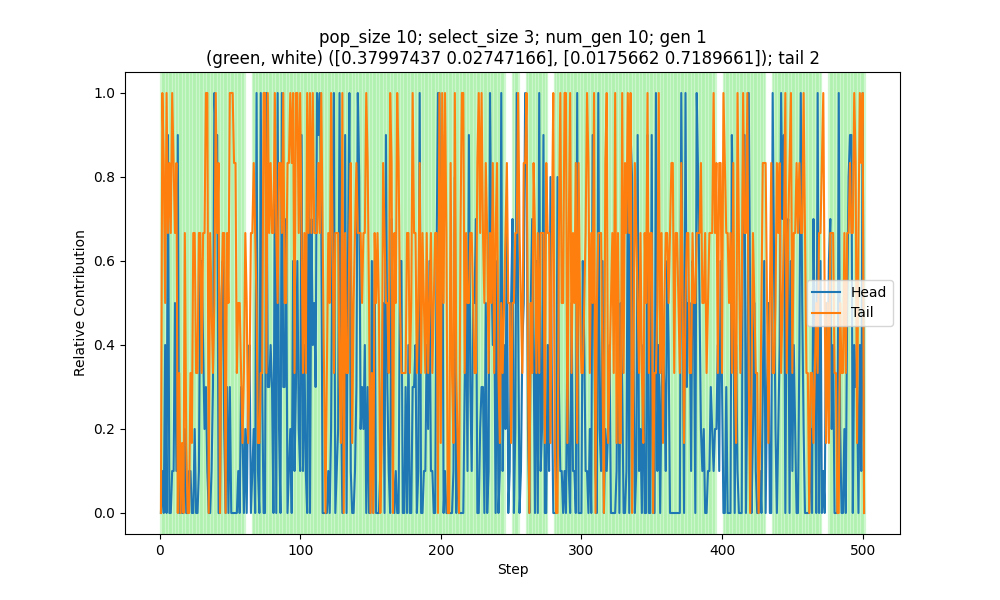 pop_size 10; select_size 3; num_gen 10; gen 1
(green, white) ([0.37997437 0.02747166], [0.0175662 0.7189661]); tail 2
1.0
0.8
0.6
0.4
0.2
0.0
Relative Contribution
Head
Tail
0
100
200
300
400
500
Step